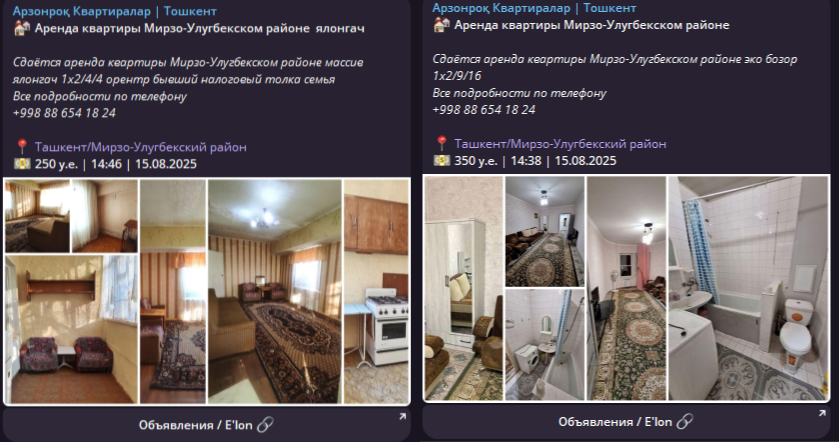 Арзонроқ Квартиралар | Тошкент
Аренда квартиры Мирзо-Улугбекском районе ялонгач
Сдаётся аренда квартиры Мирзо-Улугбекском районе массив
ялонгач 1х2/4/4 орентр бывший налоговый толка семья
Все подробности по телефону
+998 88 654 18 24
Ташкент/Мирзо-Улугбекский район
250 у.е. | 14:46 | 15.08.2025
Объявления / E'lon
Арзонроқ Квартиралар | Тошкент
Аренда квартиры Мирзо-Улугбекском районе
Сдаётся аренда квартиры Мирзо-Улугбекском районе эко бозор
1х2/9/16
Все подробности по телефону
+998 88 654 18 24
Ташкент/Мирзо-Улугбекский район
350 у.е. | 14:38 | 15.08.2025
Объявления / E'lon